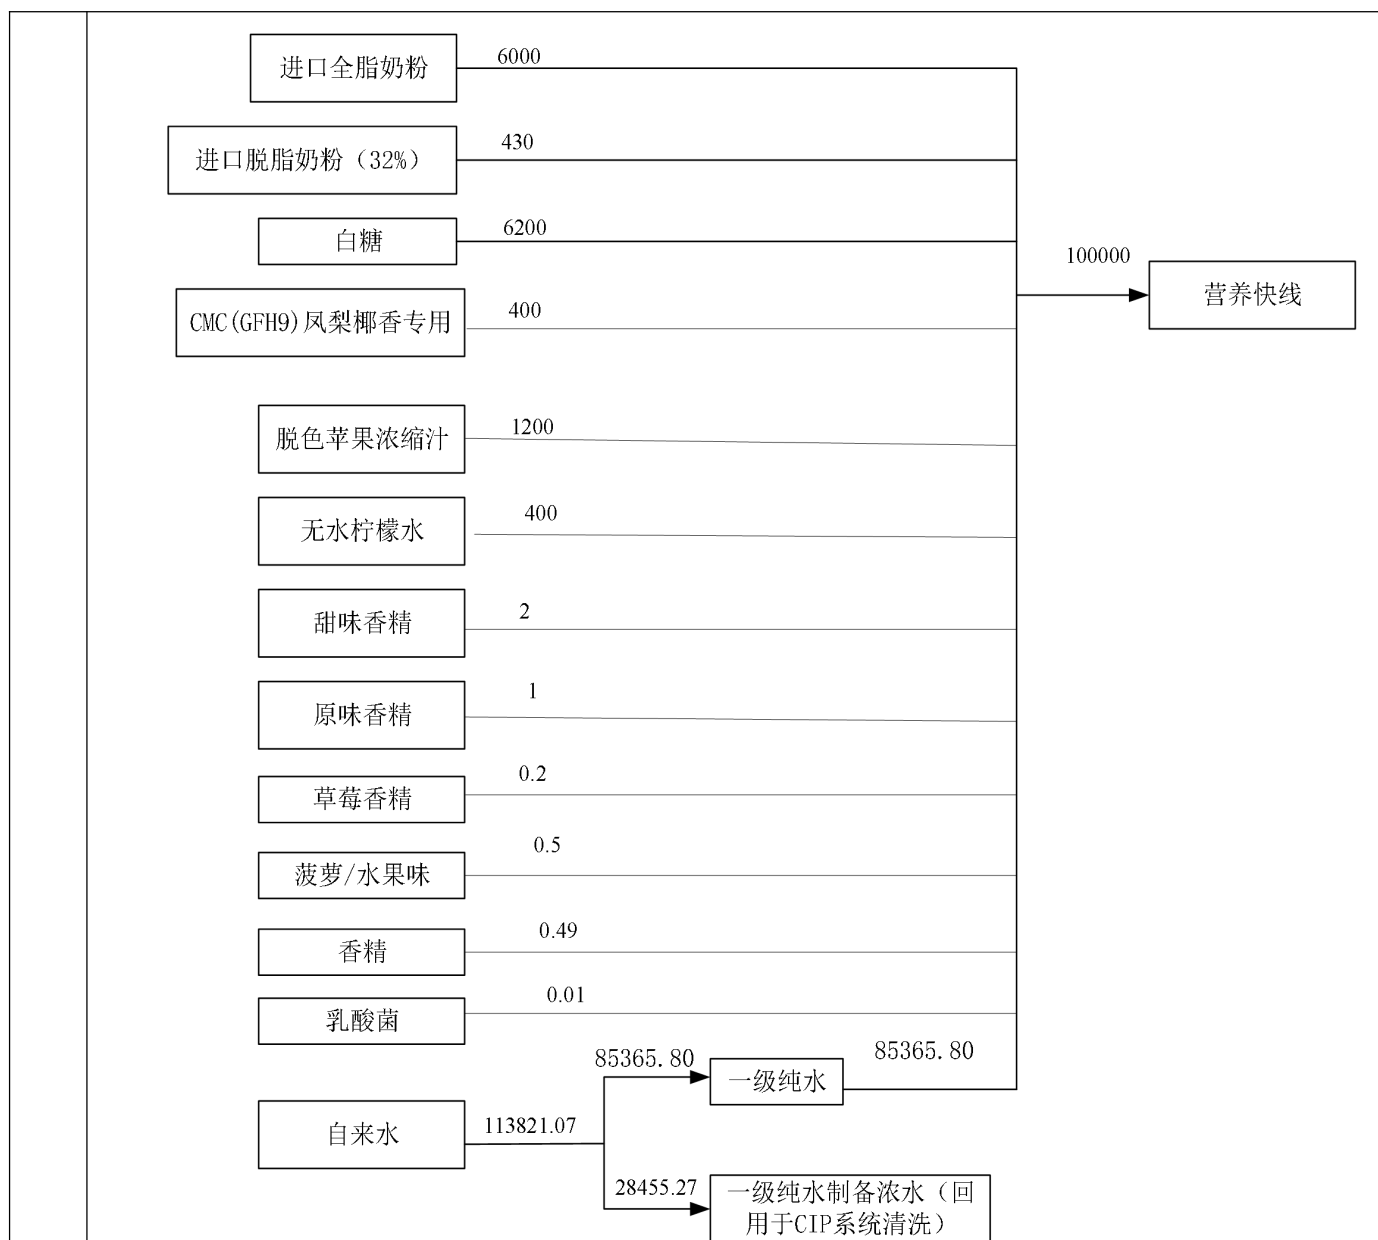 进口全脂奶粉
6000
进口脱脂奶粉（32%）
430
白糖
6200
100000
营养快线
CMC(GFH9)凤梨椰香专用
400
脱色苹果浓缩汁
1200
无水柠檬水
400
甜味香精
2
原味香精
1
草莓香精
0.2
菠萝/水果味
0.5
香精
0.49
乳酸菌
0.01
85365.80
一级纯水
85365.80
自来水
113821.07
28455.27
一级纯水制备浓水（回
用于CIP系统清洗）